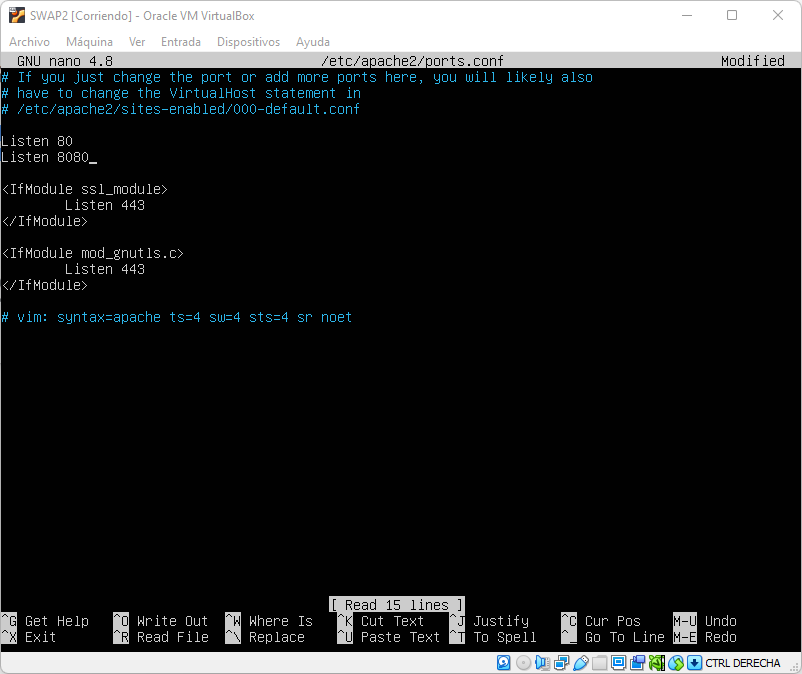 SWAP2 [Corriendo] - Oracle VM VirtualBox
Archivo Máquina Ver Entrada Dispositivos Ayuda
GNU nano 4.8 /etc/apache2/ports.conf Modified
# If you just change the port or add more ports here, you will likely also
# have to change the VirtualHost statement in
# /etc/apache2/sites-enabled/000-default.conf
Listen 80
Listen 8080_
<IfModule ssl_module>
Listen 443
</IfModule>
<IfModule mod_gnutls.c>
Listen 443
</IfModule>
# vim: syntax=apache ts=4 sw=4 sts=4 sr noet
[ Read 15 lines ]
^G Get Help ^O Write Out ^W Where Is ^K Cut Text ^J Justify ^C Cur Pos M-U Undo
^X Exit ^R Read File ^\ Replace ^U Paste Text ^T To Spell ^_ Go To Line M-E Redo
CTRL DERECHA